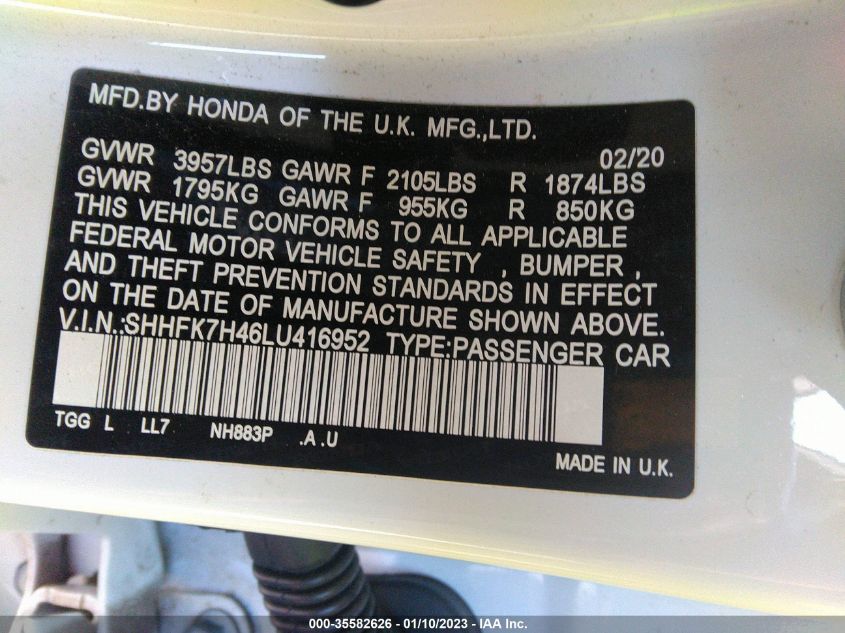 MFD.BY HONDA OF THE U.K. MFG.,LTD.
02/20
GVWR 3957LBS GAWR F 2105LBS R 1874LBS
GVWR 1795KG GAWR F 955KG R 850KG
THIS VEHICLE CONFORMS TO ALL APPLICABLE
FEDERAL MOTOR VEHICLE SAFETY , BUMPER ,
AND THEFT PREVENTION STANDARDS IN EFFECT
ON THE DATE OF MANUFACTURE SHOWN ABOVE.
V.I.N.:SHHFK7H46LU416952 TYPE:PASSENGER CAR
TGG L LL7 NH883P .A .U
MADE IN U.K.
000-35582626 - 01/10/2023 - IAA Inc.